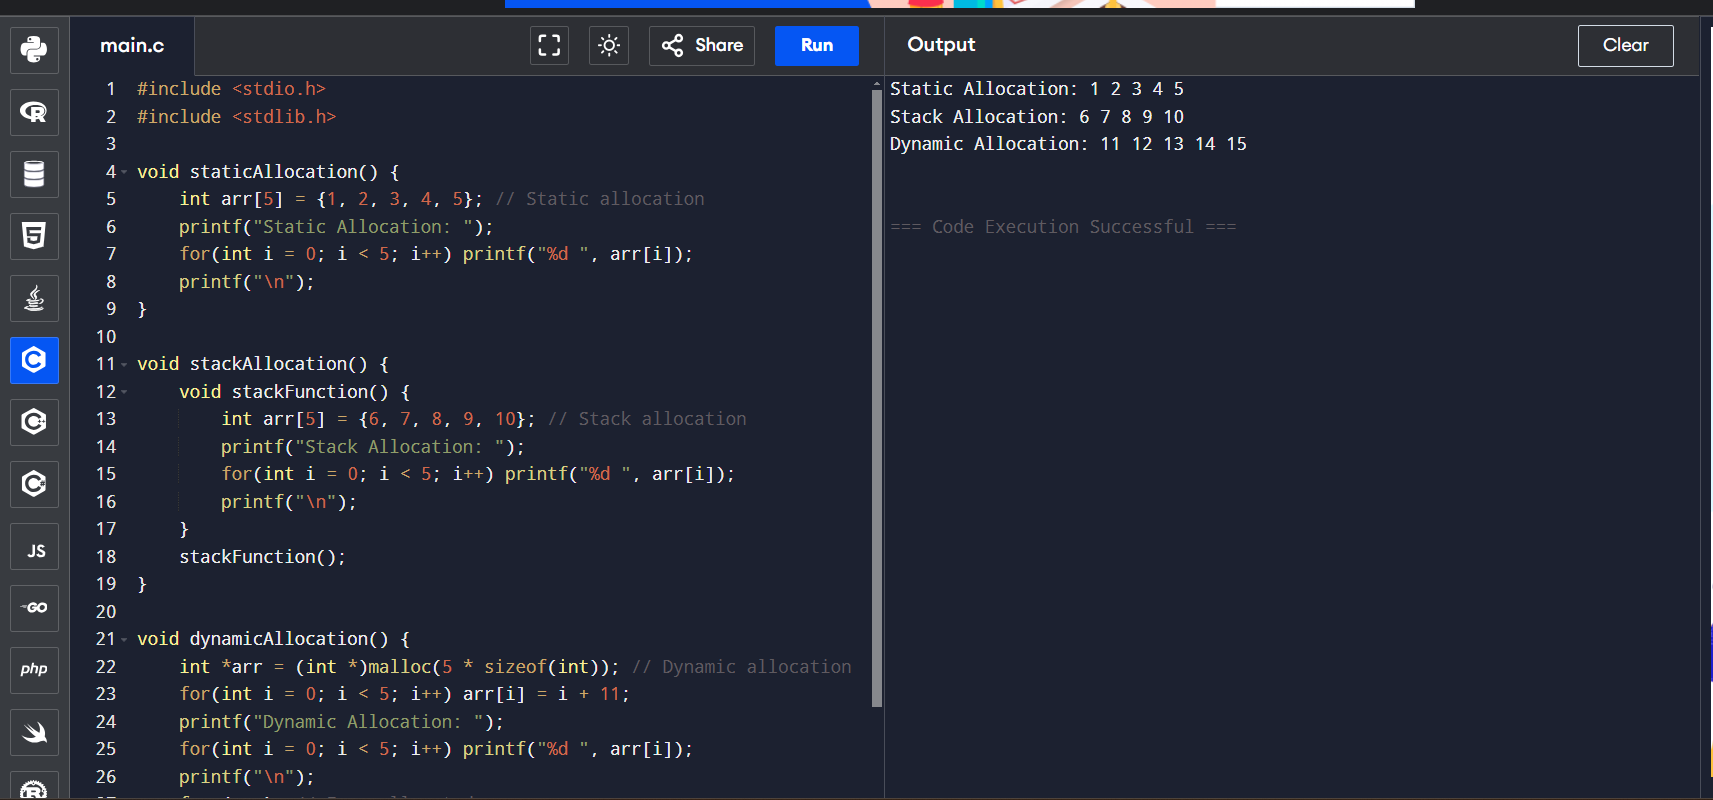 main.c
Share
Run
Output
Clear
1 #include <stdio.h>
2 #include <stdlib.h>
3
4 void staticAllocation() {
5     int arr[5] = {1, 2, 3, 4, 5}; // Static allocation
6     printf("Static Allocation: ");
7     for(int i = 0; i < 5; i++) printf("%d ", arr[i]);
8     printf("\n");
9 }
10
11 void stackAllocation() {
12     void stackFunction() {
13         int arr[5] = {6, 7, 8, 9, 10}; // Stack allocation
14         printf("Stack Allocation: ");
15         for(int i = 0; i < 5; i++) printf("%d ", arr[i]);
16         printf("\n");
17     }
18     stackFunction();
19 }
20
21 void dynamicAllocation() {
22     int *arr = (int *)malloc(5 * sizeof(int)); // Dynamic allocation
23     for(int i = 0; i < 5; i++) arr[i] = i + 11;
24     printf("Dynamic Allocation: ");
25     for(int i = 0; i < 5; i++) printf("%d ", arr[i]);
26     printf("\n");
Static Allocation: 1 2 3 4 5
Stack Allocation: 6 7 8 9 10
Dynamic Allocation: 11 12 13 14 15
=== Code Execution Successful ===
R
5
C
C
C
JS
GO
php
R